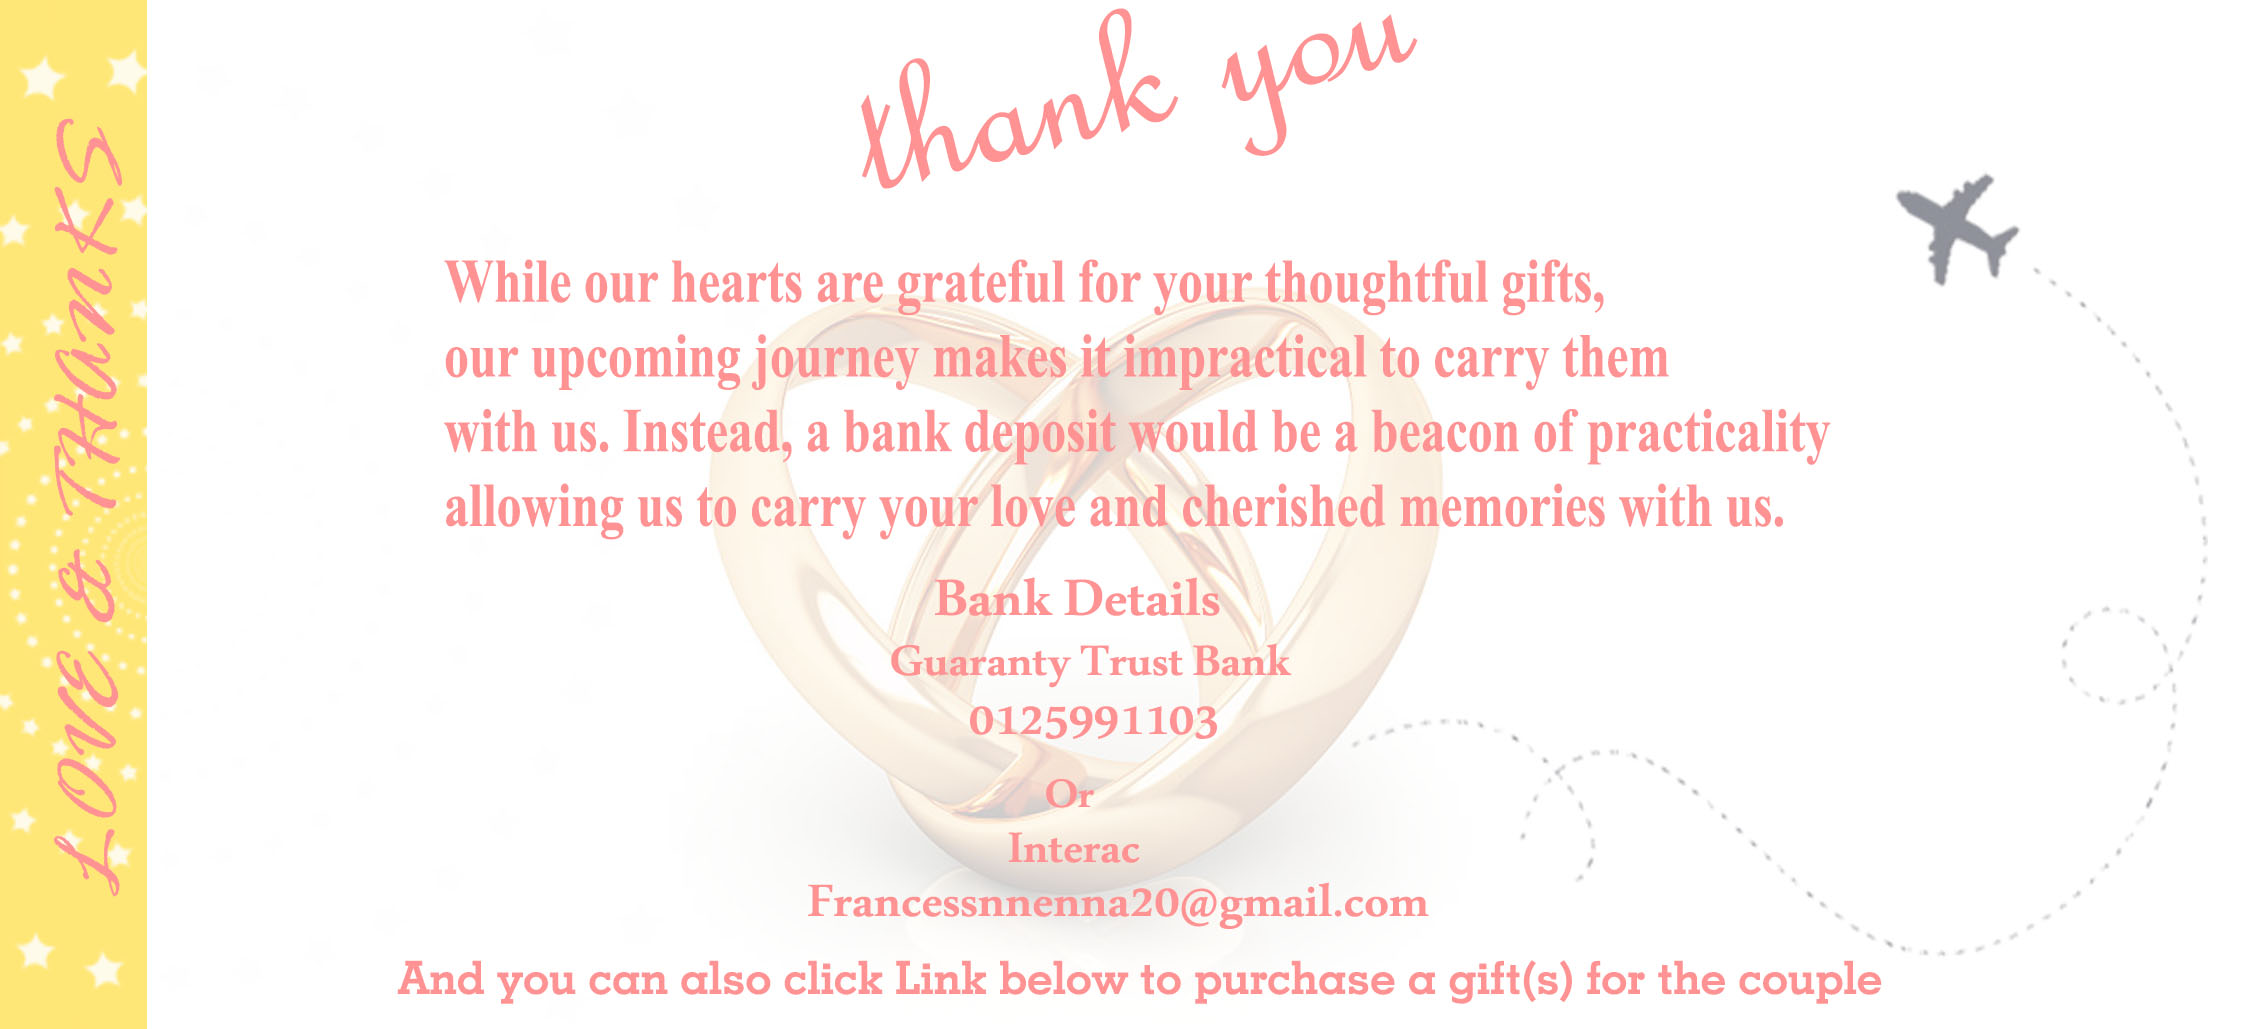 thank you
LOVE & THANKS
While our hearts are grateful for your thoughtful gifts,
our upcoming journey makes it impractical to carry them
with us. Instead, a bank deposit would be a beacon of practicality
allowing us to carry your love and cherished memories with us.
Bank Details
Guaranty Trust Bank
0125991103
Or
Interac
Francessnnenna20@gmail.com
And you can also click Link below to purchase a gift(s) for the couple